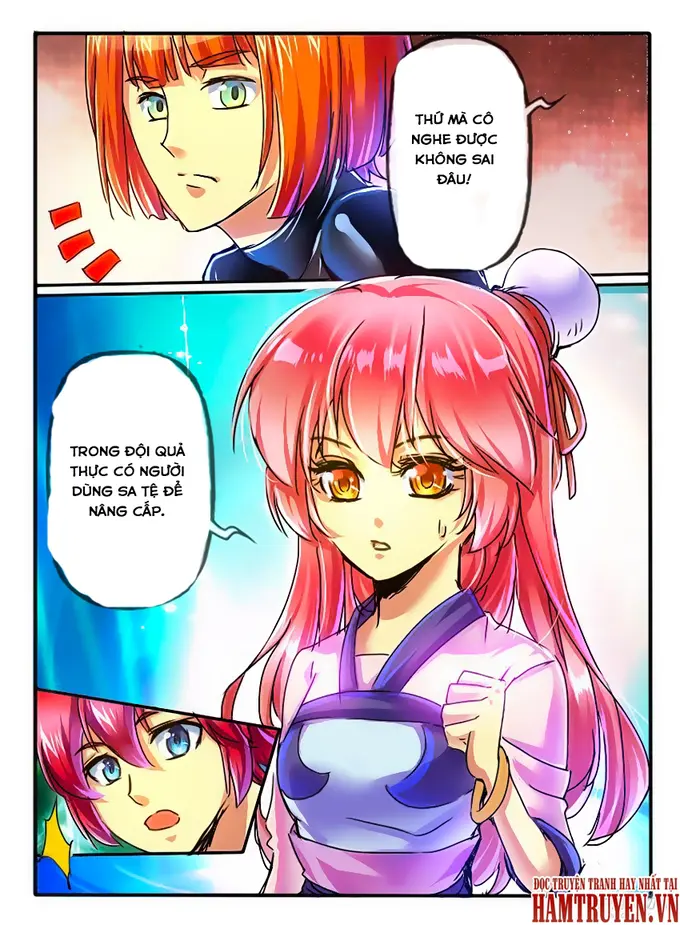 THỨ MÀ CÔ
NGHE ĐƯỢC
KHÔNG SAI
ĐÂU!
TRONG ĐỘI QUẢ
THỰC CÓ NGƯỜI
DÙNG SA TỆ ĐỂ
NÂNG CẤP.
ĐỌC TRUYỆN TRANH HAY NHẤT TẠI
HAMTRUYEN.VN